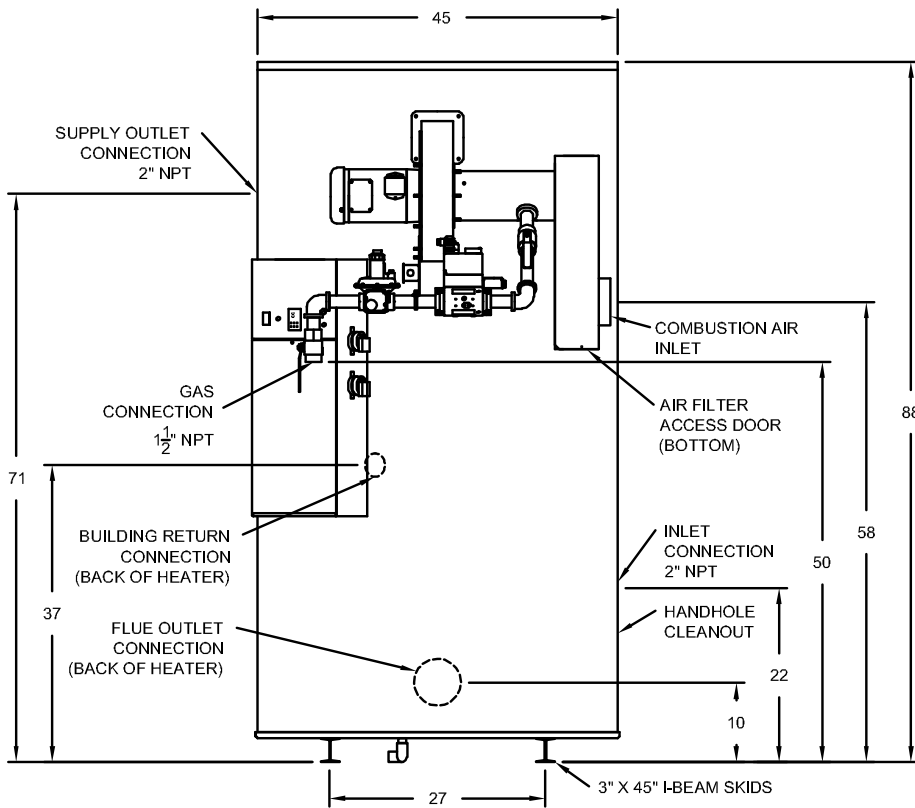 45
SUPPLY OUTLET
CONNECTION
2" NPT
COMBUSTION AIR
INLET
GAS
CONNECTION
1 1/2" NPT
AIR FILTER
ACCESS DOOR
(BOTTOM)
88
71
BUILDING RETURN
CONNECTION
(BACK OF HEATER)
INLET
CONNECTION
2" NPT
58
50
37
FLUE OUTLET
CONNECTION
(BACK OF HEATER)
HANDHOLE
CLEANOUT
22
10
3" X 45" I-BEAM SKIDS
27